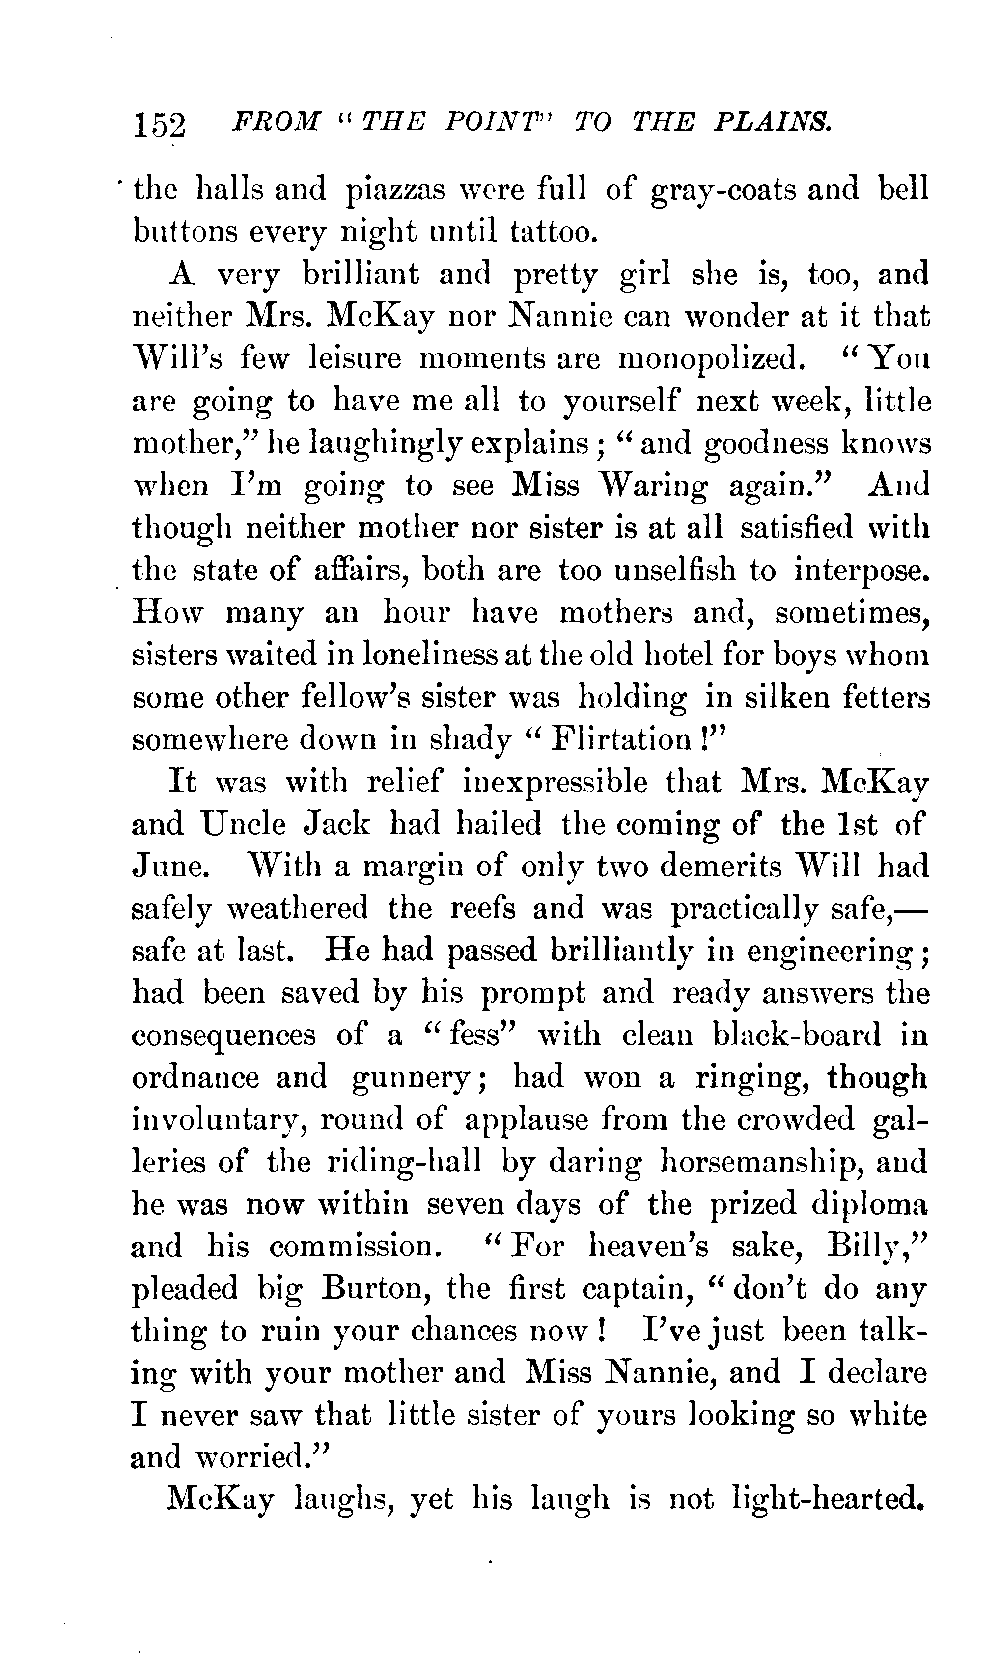 152 FROM “ THE POINT” TO THE PLAINS.
the halls and piazzas were full of gray-coats and bell
buttons every night until tattoo.
A very brilliant and pretty girl she is, too, and
neither Mrs. McKay nor Nannie can wonder at it that
Will’s few leisure moments are monopolized. “ You
are going to have me all to yourself next week, little
mother,” he laughingly explains ; “ and goodness knows
when I’m going to see Miss Waring again.” And
though neither mother nor sister is at all satisfied with
the state of affairs, both are too unselfish to interpose.
How many an hour have mothers and, sometimes,
sisters waited in loneliness at the old hotel for boys whom
some other fellow’s sister was holding in silken fetters
somewhere down in shady “ Flirtation !”
It was with relief inexpressible that Mrs. McKay
and Uncle Jack had hailed the coming of the 1st of
June. With a margin of only two demerits Will had
safely weathered the reefs and was practically safe,—
safe at last. He had passed brilliantly in engineering ;
had been saved by his prompt and ready answers the
consequences of a “ fess” with clean black-board in
ordnance and gunnery ; had won a ringing, though
involuntary, round of applause from the crowded gal-
leries of the riding-hall by daring horsemanship, and
he was now within seven days of the prized diploma
and his commission. “ For heaven’s sake, Billy,”
pleaded big Burton, the first captain, “ don’t do any
thing to ruin your chances now ! I’ve just been talk-
ing with your mother and Miss Nannie, and I declare
I never saw that little sister of yours looking so white
and worried.”
McKay laughs, yet his laugh is not light-hearted.